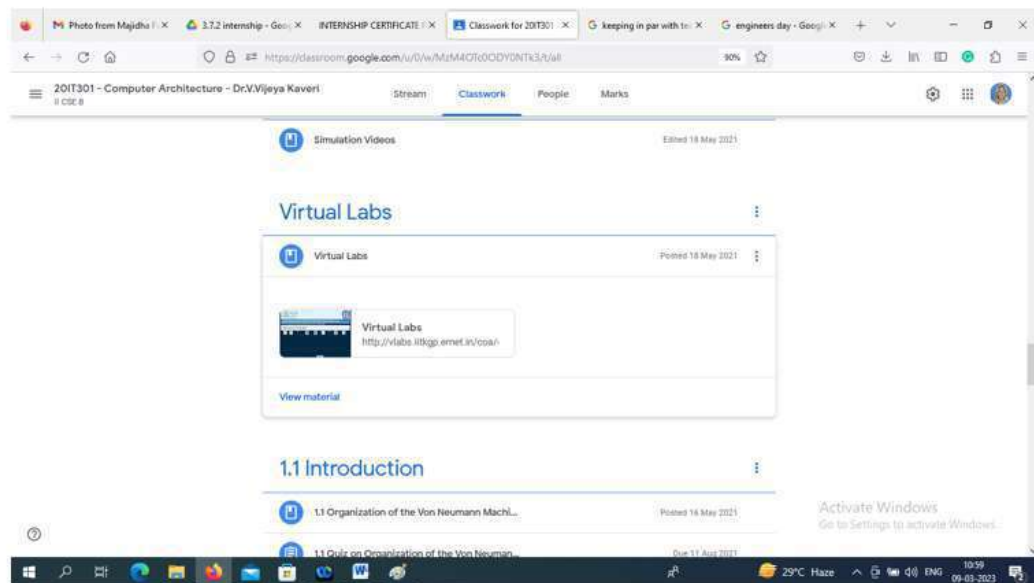 Photo from Majidha
3.7.2 internship - Goo
INTERNSHIP CERTIFICATE
Classwork for 20IT301
keeping in par with te
engineers day - Googl
https://classroom.google.com/u/0/w/
90%
20IT301 - Computer Architecture - Dr.V.Vijeya Kaveri
II CSE B
Stream
Classwork
People
Marks
Simulation Videos
Edited 18 May 2021
Virtual Labs
Virtual Labs
Posted 18 May 2021
Virtual Labs
http://vlabs.iitkgp.ernet.in/coa/
View material
1.1 Introduction
1.1 Organization of the Von Neumann Machi...
Posted 16 May 2021
1.1 Quiz on Organization of the Von Neuman...
Due 11 Aug 2021
Activate Windows
Go to Settings to activate Windows.
29°C Haze
ENG
10:59
09-03-2023